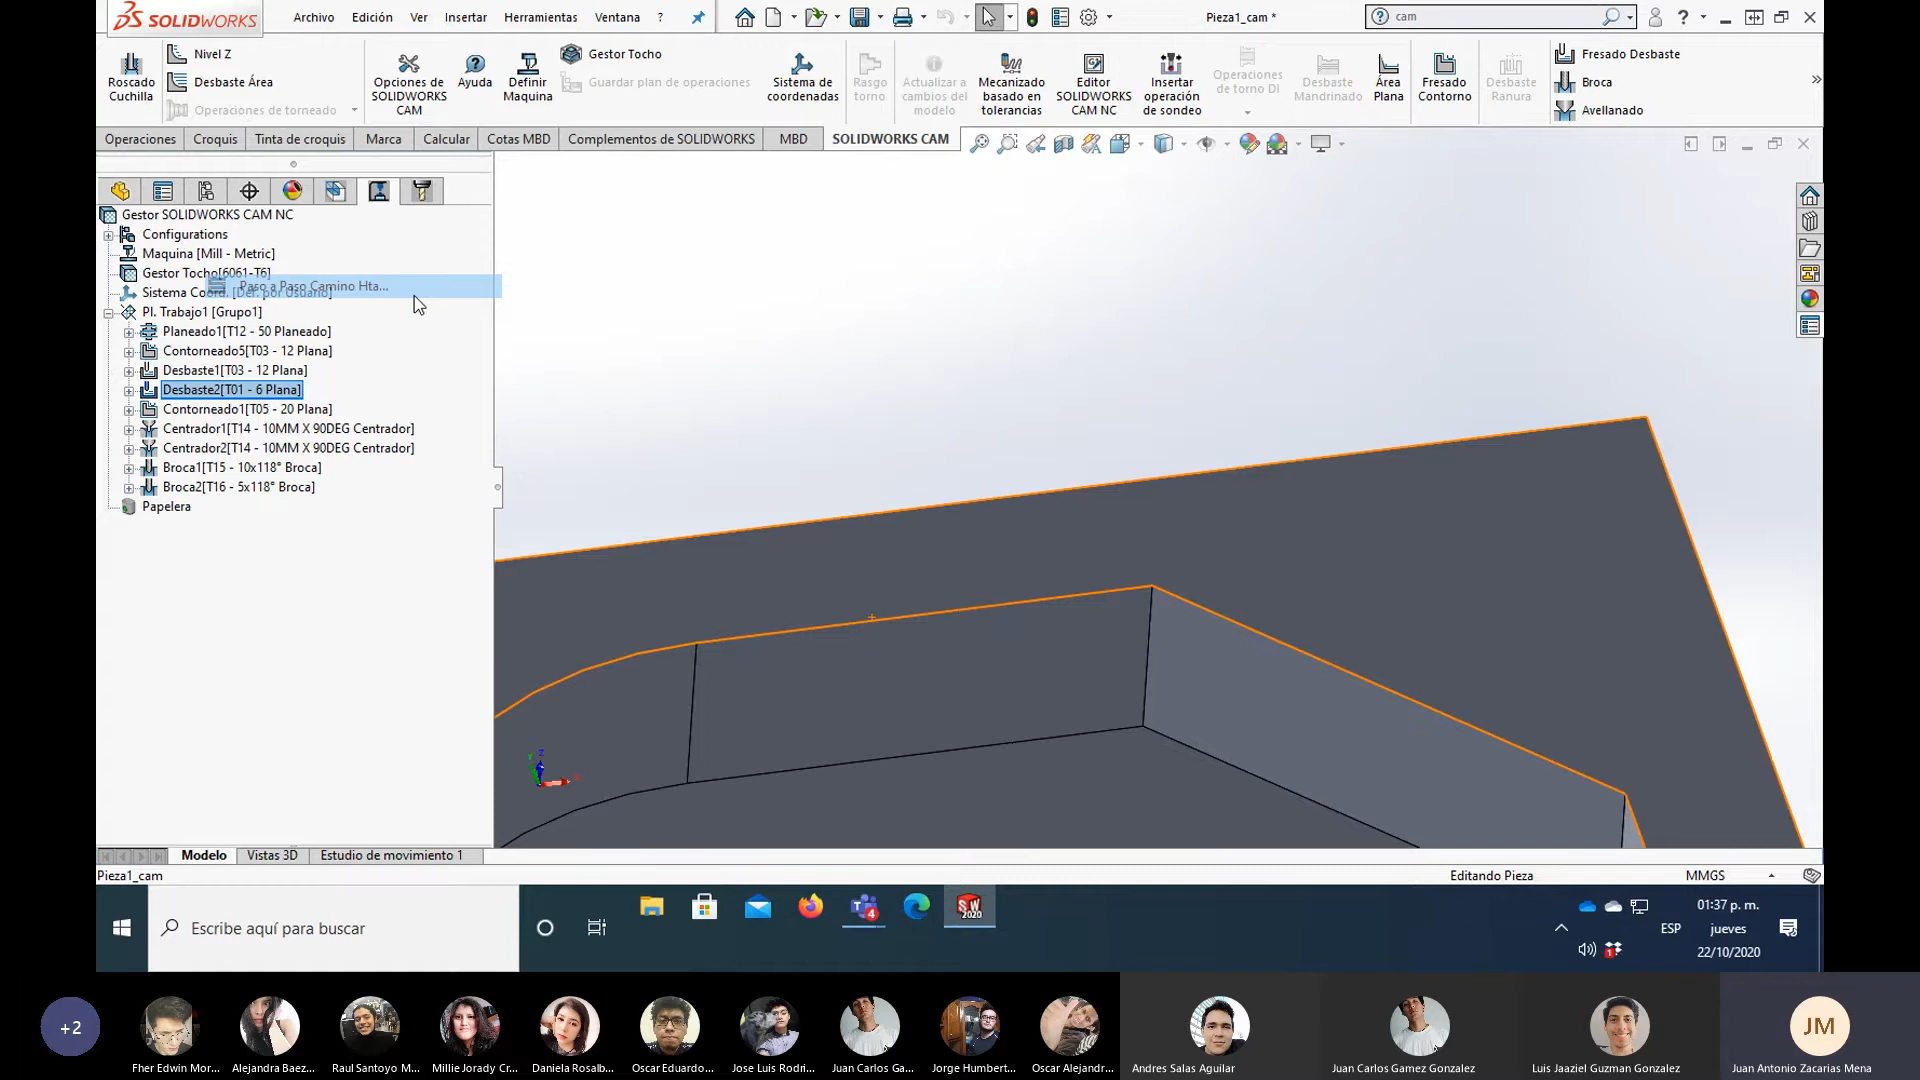 SOLIDWORKS
Archivo Edición Ver Insertar Herramientas Ventana ?
Pieza1_cam *
cam
Roscado Cuchilla
Nivel Z
Desbaste Área
Operaciones de torneado
Opciones de SOLIDWORKS CAM
Ayuda
Definir Maquina
Gestor Tocho
Guardar plan de operaciones
Sistema de coordenadas
Rasgo torno
Actualizar a cambios del modelo
Mecanizado basado en tolerancias
Editor SOLIDWORKS CAM NC
Insertar operación de sondeo
Operaciones de torno DI
Desbaste Mandrinado
Área Plana
Fresado Contorno
Desbaste Ranura
Fresado Desbaste
Broca
Avellanado
Operaciones Croquis Tinta de croquis Marca Calcular Cotas MBD Complementos de SOLIDWORKS MBD SOLIDWORKS CAM
Gestor SOLIDWORKS CAM NC
Configurations
Maquina [Mill - Metric]
Gestor Tocho[6061-T6]
Paso a Paso Camino Hta...
Sistema Coord. [Def. por Usuario]
Pl. Trabajo1 [Grupo1]
Planeado1[T12 - 50 Planeado]
Contorneado5[T03 - 12 Plana]
Desbaste1[T03 - 12 Plana]
Desbaste2[T01 - 6 Plana]
Contorneado1[T05 - 20 Plana]
Centrador1[T14 - 10MM X 90DEG Centrador]
Centrador2[T14 - 10MM X 90DEG Centrador]
Broca1[T15 - 10x118° Broca]
Broca2[T16 - 5x118° Broca]
Papelera
Modelo Vistas 3D Estudio de movimiento 1
Pieza1_cam
Editando Pieza
MMGS
Escribe aquí para buscar
4
SW 2020
ESP
01:37 p. m.
jueves
22/10/2020
+2
Fher Edwin Mor...
Alejandra Baez...
Raul Santoyo M...
Millie Jorady Cr...
Daniela Rosalb...
Oscar Eduardo...
Jose Luis Rodri...
Juan Carlos Ga...
Jorge Humbert...
Oscar Alejandr...
Andres Salas Aguilar
Juan Carlos Gamez Gonzalez
Luis Jaaziel Guzman Gonzalez
JM
Juan Antonio Zacarias Mena